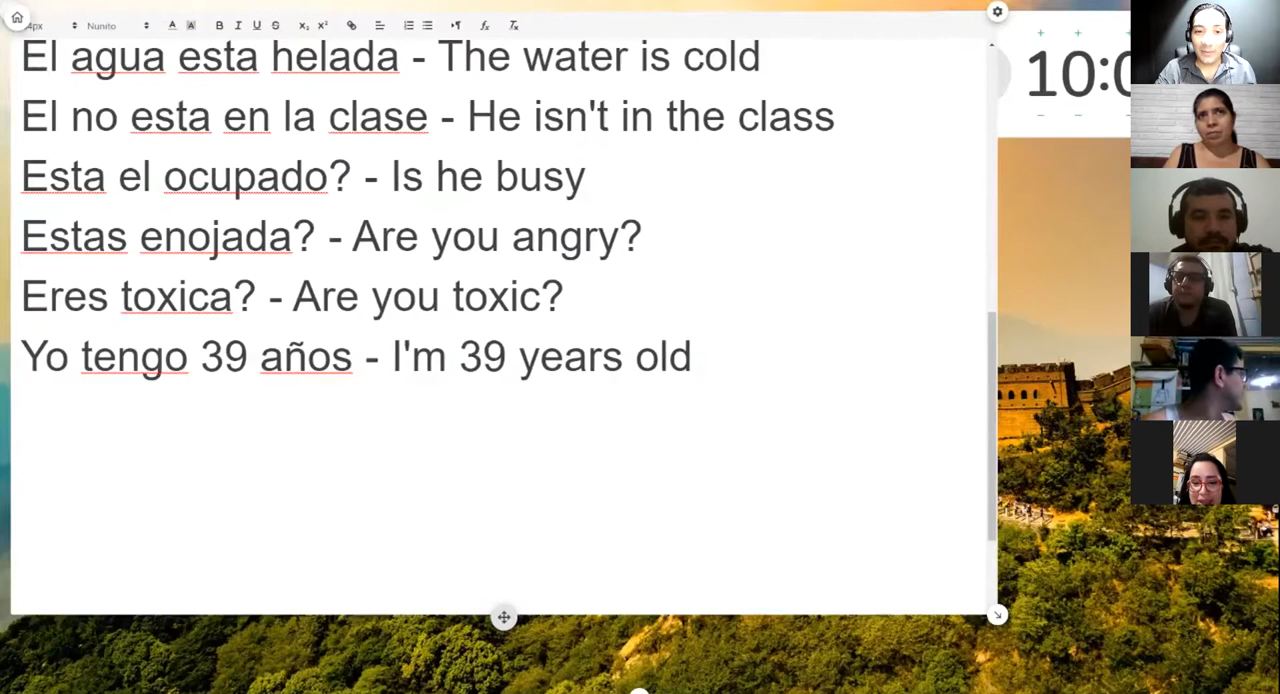 Nunito
El agua esta helada - The water is cold
El no esta en la clase - He isn't in the class
Esta el ocupado? - Is he busy
Estas enojada? - Are you angry?
Eres toxica? - Are you toxic?
Yo tengo 39 años - I'm 39 years old